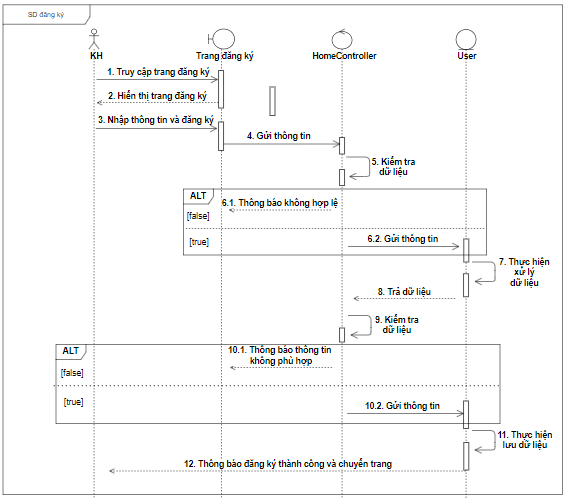 SD đăng ký
KH
Trang đăng ký
HomeController
User
1. Truy cập trang đăng ký
2. Hiển thị trang đăng ký
3. Nhập thông tin và đăng ký
4. Gửi thông tin
5. Kiểm tra
dữ liệu
ALT
6.1. Thông báo không hợp lệ
[false]
[true]
6.2. Gửi thông tin
7. Thực hiện
xử lý
dữ liệu
8. Trả dữ liệu
9. Kiểm tra
dữ liệu
ALT
10.1. Thông báo thông tin
không phù hợp
[false]
[true]
10.2. Gửi thông tin
11. Thực hiện
lưu dữ liệu
12. Thông báo đăng ký thành công và chuyển trang